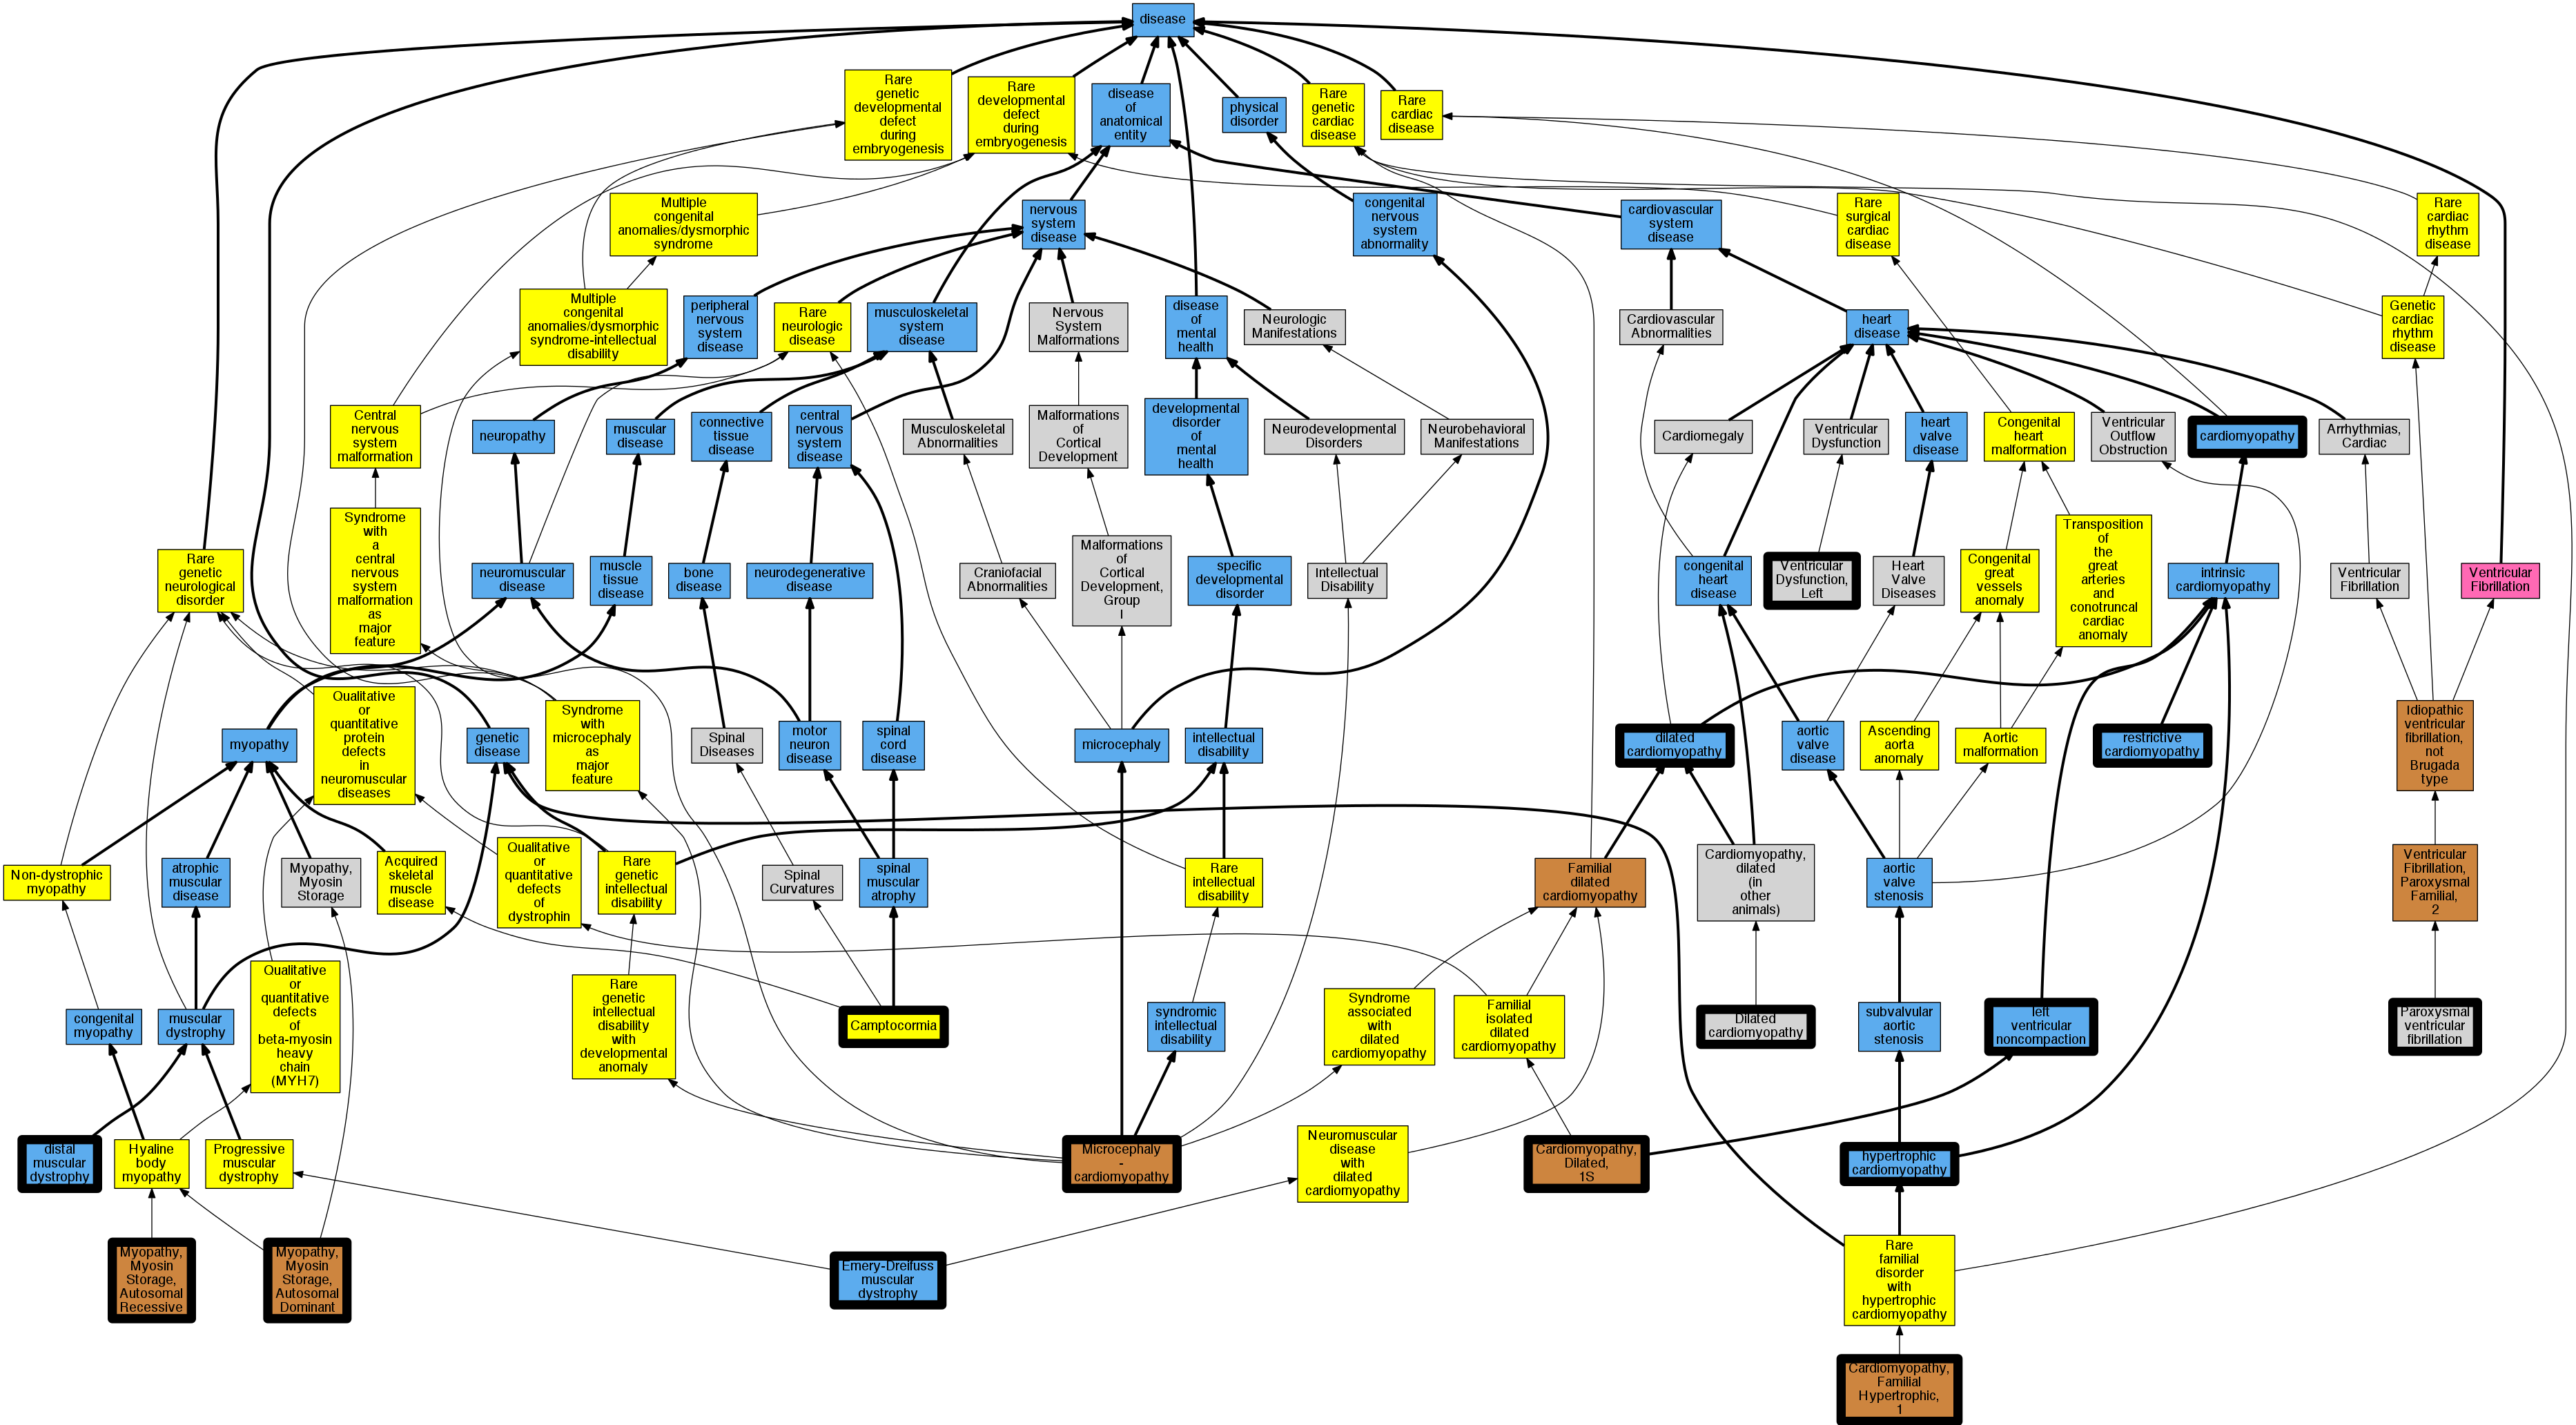 disease
Rare
genetic
developmental
defect
during
embryogenesis
Rare
developmental
defect
during
embryogenesis
disease
of
anatomical
entity
physical
disorder
Rare
genetic
cardiac
disease
Rare
cardiac
disease
Multiple
congenital
anomalies/dysmorphic
syndrome
nervous
system
disease
congenital
nervous
system
abnormality
cardiovascular
system
disease
Rare
surgical
cardiac
disease
Rare
cardiac
rhythm
disease
Multiple
congenital
anomalies/dysmorphic
syndrome-intellectual
disability
peripheral
nervous
system
disease
Rare
neurologic
disease
musculoskeletal
system
disease
Nervous
System
Malformations
disease
of
mental
health
Neurologic
Manifestations
Cardiovascular
Abnormalities
heart
disease
Genetic
cardiac
rhythm
disease
Central
nervous
system
malformation
neuropathy
muscular
disease
connective
tissue
disease
central
nervous
system
disease
Musculoskeletal
Abnormalities
Malformations
of
Cortical
Development
developmental
disorder
of
mental
health
Neurodevelopmental
Disorders
Neurobehavioral
Manifestations
Cardiomegaly
Ventricular
Dysfunction
heart
valve
disease
Congenital
heart
malformation
Ventricular
Outflow
Obstruction
cardiomyopathy
Arrhythmias,
Cardiac
Rare
genetic
neurological
disorder
Syndrome
with
a
central
nervous
system
malformation
as
major
feature
neuromuscular
disease
muscle
tissue
disease
bone
disease
neurodegenerative
disease
Craniofacial
Abnormalities
Malformations
of
Cortical
Development,
Group
I
specific
developmental
disorder
Intellectual
Disability
congenital
heart
disease
Ventricular
Dysfunction,
Left
Heart
Valve
Diseases
Congenital
great
vessels
anomaly
Transposition
of
the
great
arteries
and
conotruncal
cardiac
anomaly
intrinsic
cardiomyopathy
Ventricular
Fibrillation
Ventricular
Fibrillation
myopathy
Qualitative
or
quantitative
protein
defects
in
neuromuscular
diseases
genetic
disease
Syndrome
with
microcephaly
as
major
feature
Spinal
Diseases
motor
neuron
disease
spinal
cord
disease
microcephaly
intellectual
disability
dilated
cardiomyopathy
aortic
valve
disease
Ascending
aorta
anomaly
Aortic
malformation
restrictive
cardiomyopathy
Idiopathic
ventricular
fibrillation,
not
Brugada
type
Non-dystrophic
myopathy
atrophic
muscular
disease
Myopathy,
Myosin
Storage
Acquired
skeletal
muscle
disease
Qualitative
or
quantitative
defects
of
dystrophin
Rare
genetic
intellectual
disability
Spinal
Curvatures
spinal
muscular
atrophy
Rare
intellectual
disability
Familial
dilated
cardiomyopathy
Cardiomyopathy,
dilated
(in
other
animals)
aortic
valve
stenosis
Ventricular
Fibrillation,
Paroxysmal
Familial,
2
congenital
myopathy
muscular
dystrophy
Qualitative
or
quantitative
defects
of
beta-myosin
heavy
chain
(MYH7)
Rare
genetic
intellectual
disability
with
developmental
anomaly
Camptocormia
syndromic
intellectual
disability
Syndrome
associated
with
dilated
cardiomyopathy
Familial
isolated
dilated
cardiomyopathy
Dilated
cardiomyopathy
subvalvular
aortic
stenosis
left
ventricular
noncompaction
Paroxysmal
ventricular
fibrillation
distal
muscular
dystrophy
Hyaline
body
myopathy
Progressive
muscular
dystrophy
Microcephaly
-
cardiomyopathy
Neuromuscular
disease
with
dilated
cardiomyopathy
Cardiomyopathy,
Dilated,
1S
hypertrophic
cardiomyopathy
Myopathy,
Myosin
Storage,
Autosomal
Recessive
Myopathy,
Myosin
Storage,
Autosomal
Dominant
Emery-Dreifuss
muscular
dystrophy
Rare
familial
disorder
with
hypertrophic
cardiomyopathy
Cardiomyopathy,
Familial
Hypertrophic,
1